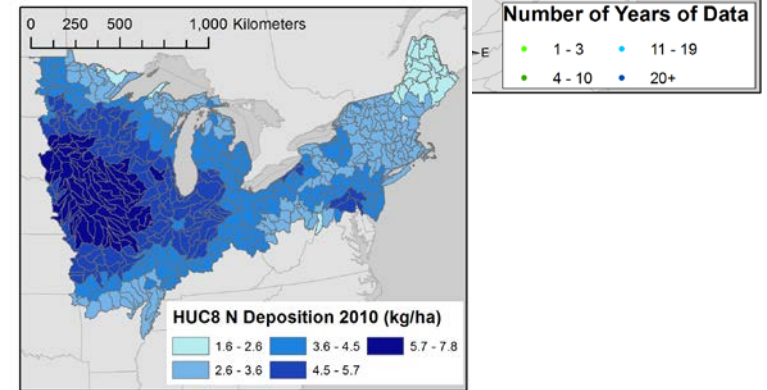 0 250 500 1,000 Kilometers
HUC8 N Deposition 2010 (kg/ha)
1.6 - 2.6 3.6 - 4.5 5.7 - 7.8
2.6 - 3.6 4.5 - 5.7
E
Number of Years of Data
1 - 3 11 - 19
4 - 10 20+